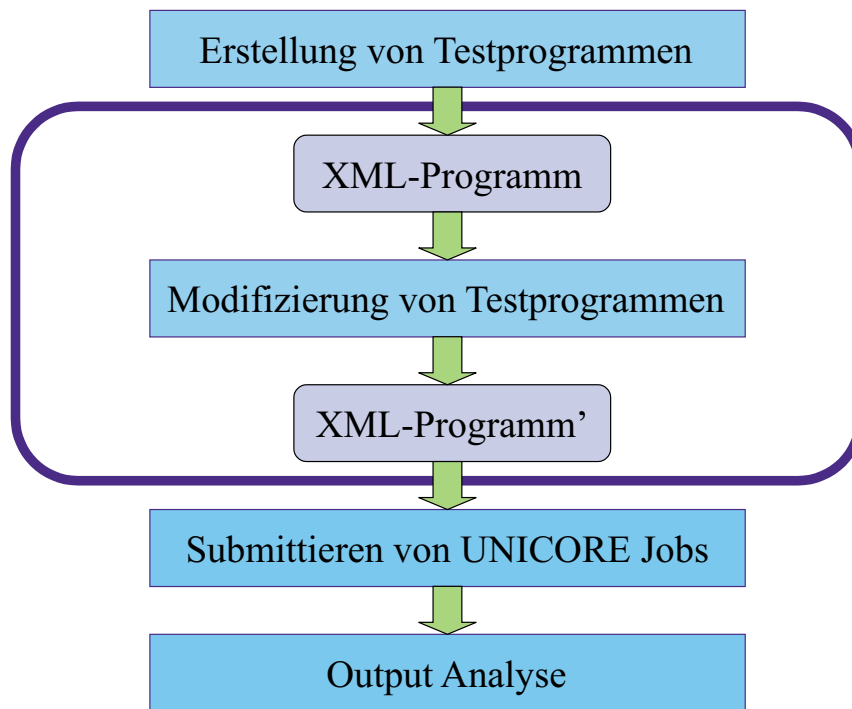 Erstellung von Testprogrammen
XML-Programm
Modifizierung von Testprogrammen
XML-Programm’
Submittieren von UNICORE Jobs
Output Analyse